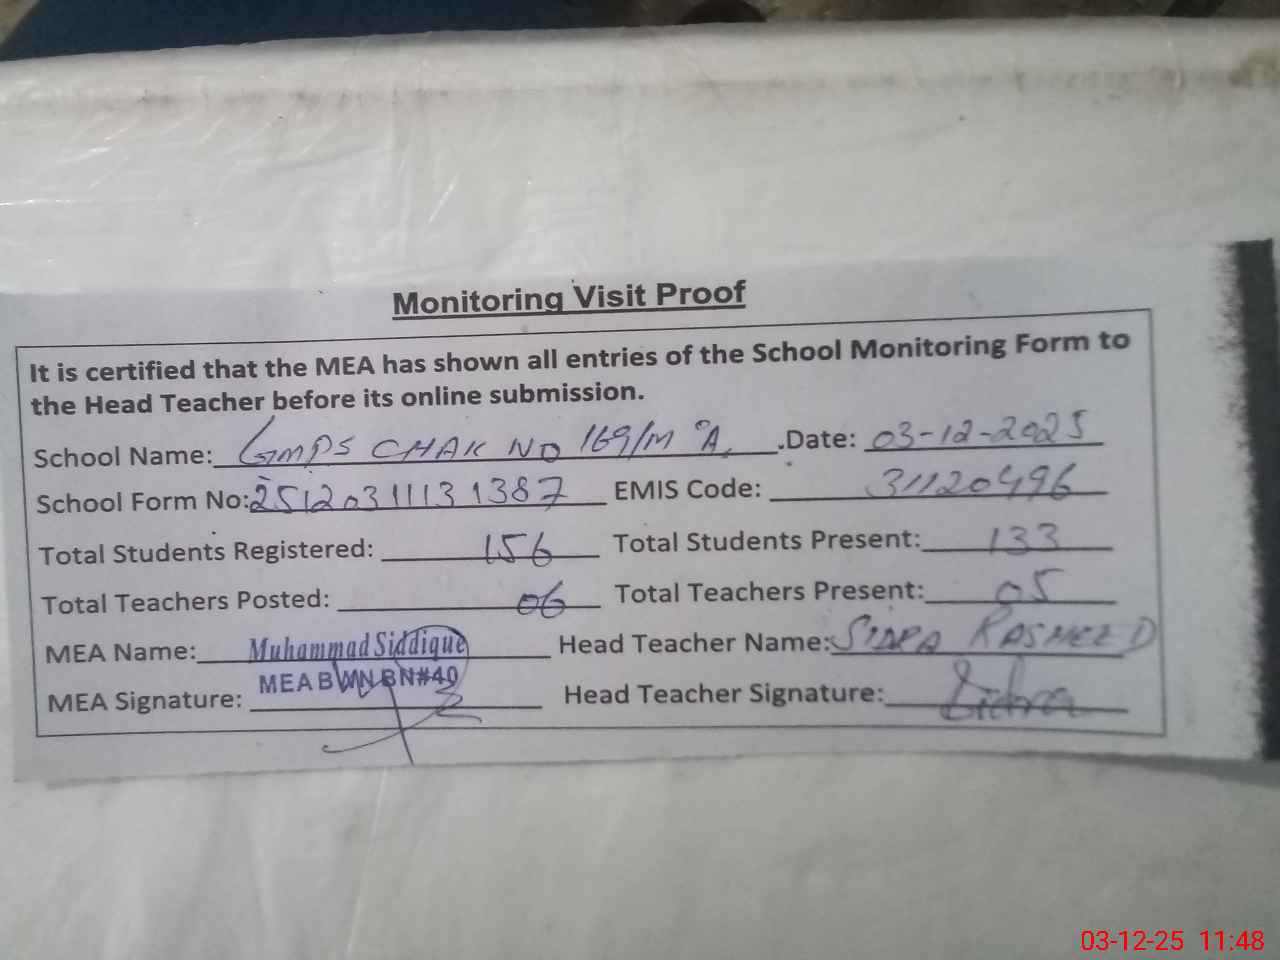 Monitoring Visit Proof
It is certified that the MEA has shown all entries of the School Monitoring Form to
the Head Teacher before its online submission.
School Name: GMPS CHAK NO 169/M A. .Date: 03-12-2025
School Form No: 2512031113 1387 EMIS Code: 31120496
Total Students Registered: 156 Total Students Present: 133
Total Teachers Posted: 06 Total Teachers Present: 05
MEA Name: Muhammad Siddique Head Teacher Name: SIDRA RASHEED
MEA Signature: MEA BWN BN#40 Head Teacher Signature: Sidra
03-12-25 11:48